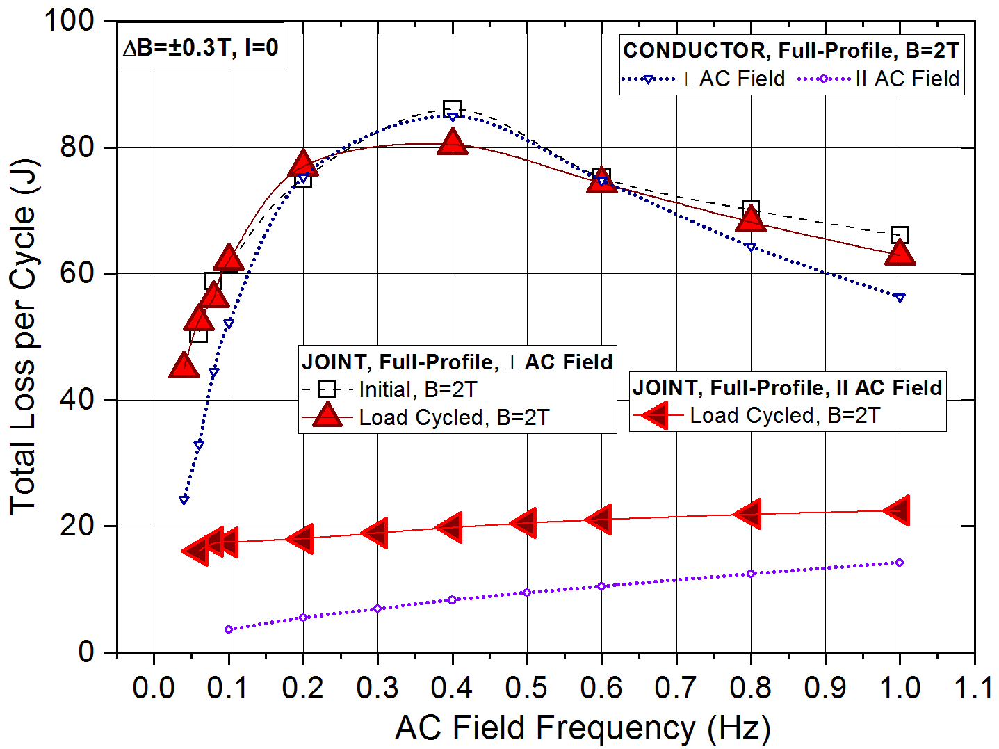 ΔB=±0.3T, I=0
CONDUCTOR, Full-Profile, B=2T
⊥ AC Field   II AC Field
JOINT, Full-Profile, ⊥ AC Field
Initial, B=2T
Load Cycled, B=2T
JOINT, Full-Profile, II AC Field
Load Cycled, B=2T
Total Loss per Cycle (J)
100
80
60
40
20
0
0.0 0.1 0.2 0.3 0.4 0.5 0.6 0.7 0.8 0.9 1.0 1.1
AC Field Frequency (Hz)